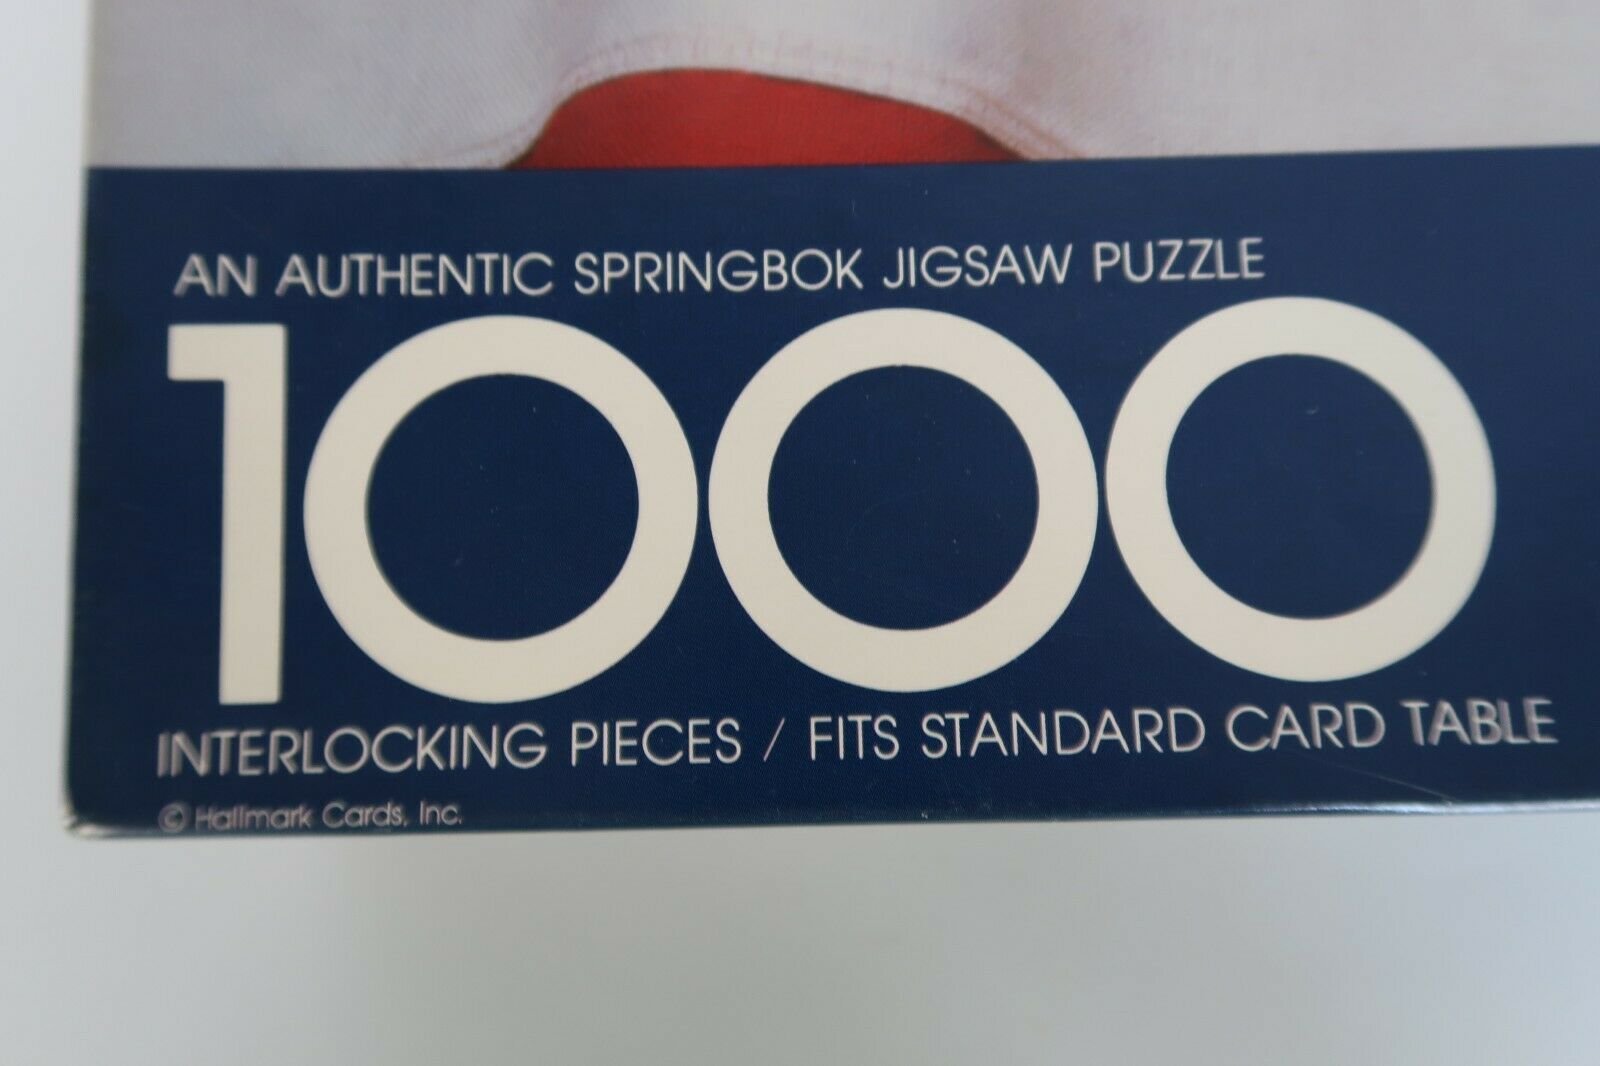 AN AUTHENTIC SPRINGBOK JIGSAW PUZZLE
1000
INTERLOCKING PIECES / FITS STANDARD CARD TABLE
© Hallmark Cards, Inc.